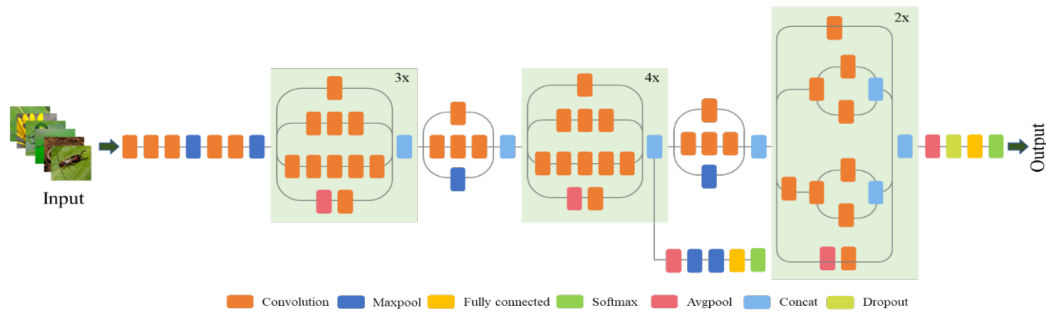 3x
4x
2x
Input
Output
Convolution
Maxpool
Fully connected
Softmax
Avgpool
Concat
Dropout